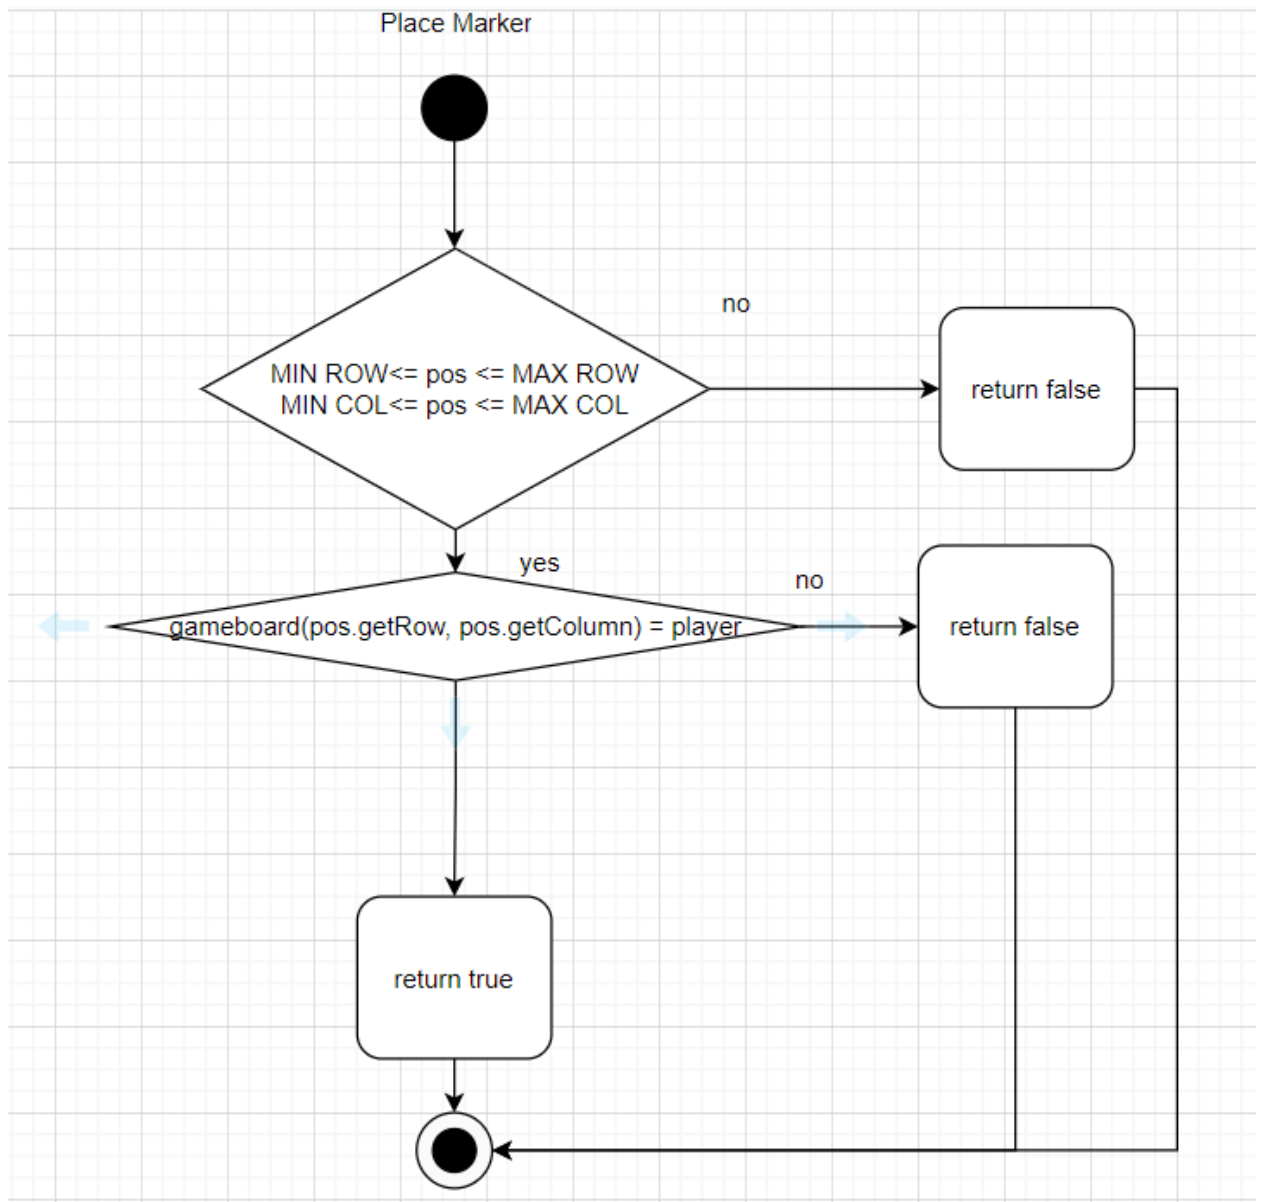 Place Marker
no
MIN ROW<= pos <= MAX ROW
MIN COL<= pos <= MAX COL
return false
yes
no
gameboard(pos.getRow, pos.getColumn) = player
return false
return true